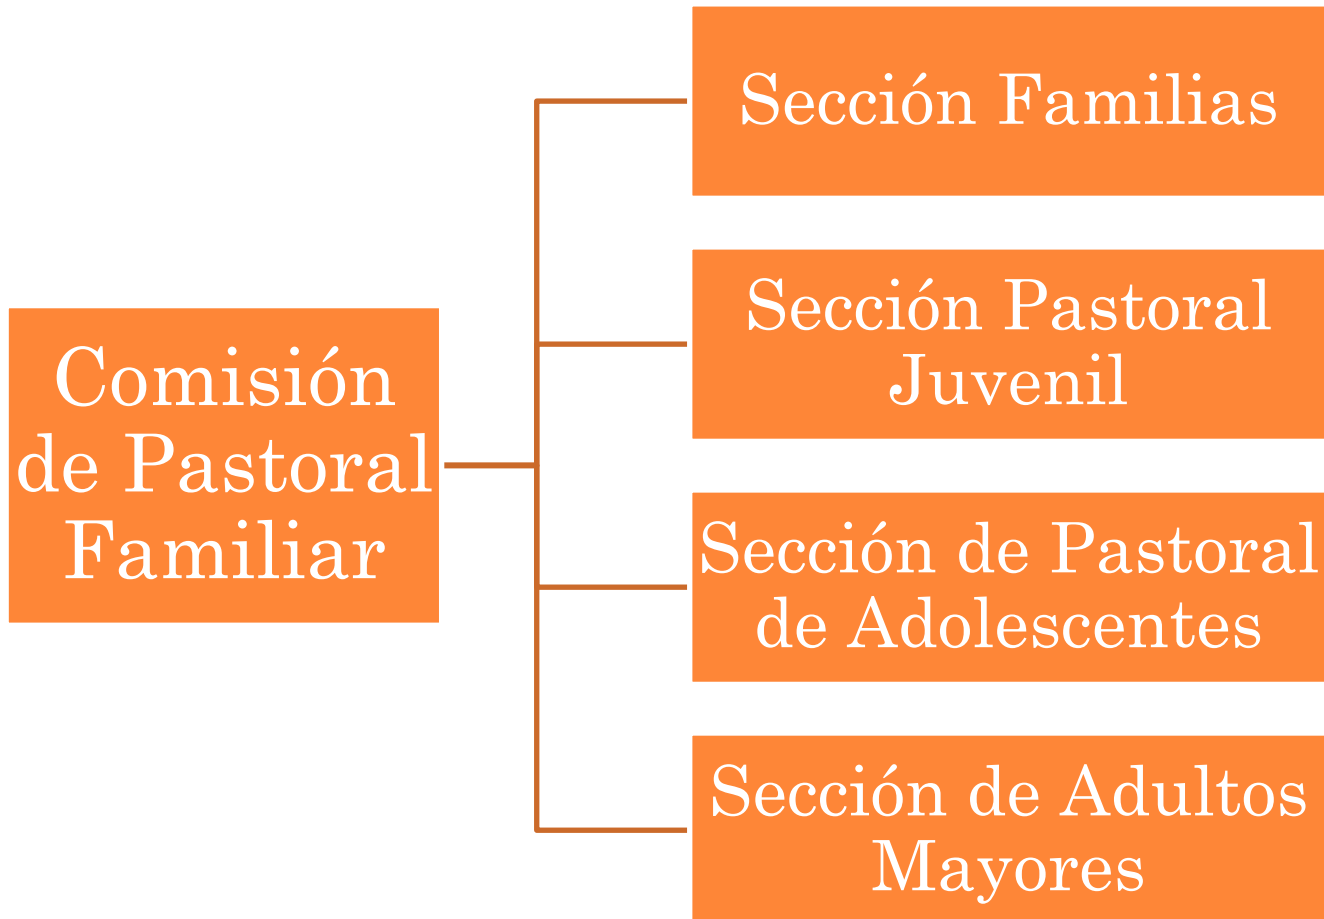 Comisión
de Pastoral
Familiar
Sección Familias
Sección Pastoral
Juvenil
Sección de Pastoral
de Adolescentes
Sección de Adultos
Mayores